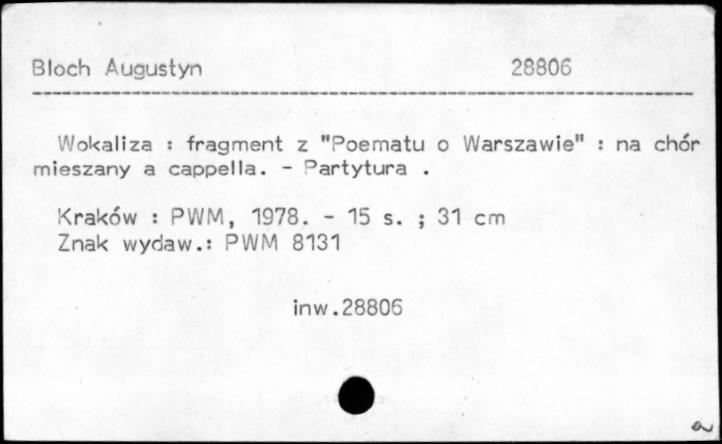 Bloch Augustyn 28806
Wokaliza : fragment z "Poematu o Warszawie" : na chór
mieszany a cappella. - Partytura .
Kraków : PWM, 1978. - 15 s. ; 31 cm
Znak wydaw.: PWM 8131
inw.28806
a